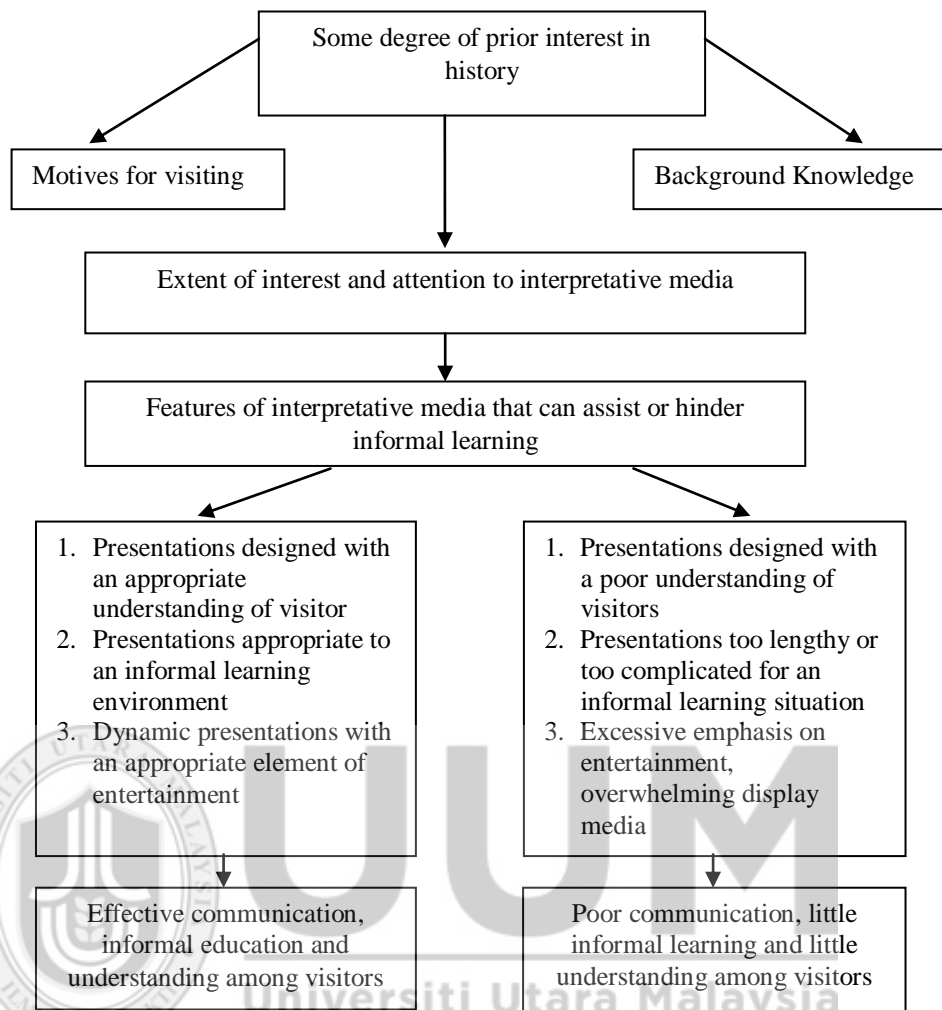 Some degree of prior interest in
history
Motives for visiting
Background Knowledge
Extent of interest and attention to interpretative media
Features of interpretative media that can assist or hinder
informal learning
1. Presentations designed with
an appropriate
understanding of visitor
2. Presentations appropriate to
an informal learning
environment
3. Dynamic presentations with
an appropriate element of
entertainment
1. Presentations designed with
a poor understanding of
visitors
2. Presentations too lengthy or
too complicated for an
informal learning situation
3. Excessive emphasis on
entertainment,
overwhelming display
media
Effective communication,
informal education and
understanding among visitors
Poor communication, little
informal learning and little
understanding among visitors
UUM
Universiti Utara Malaysia